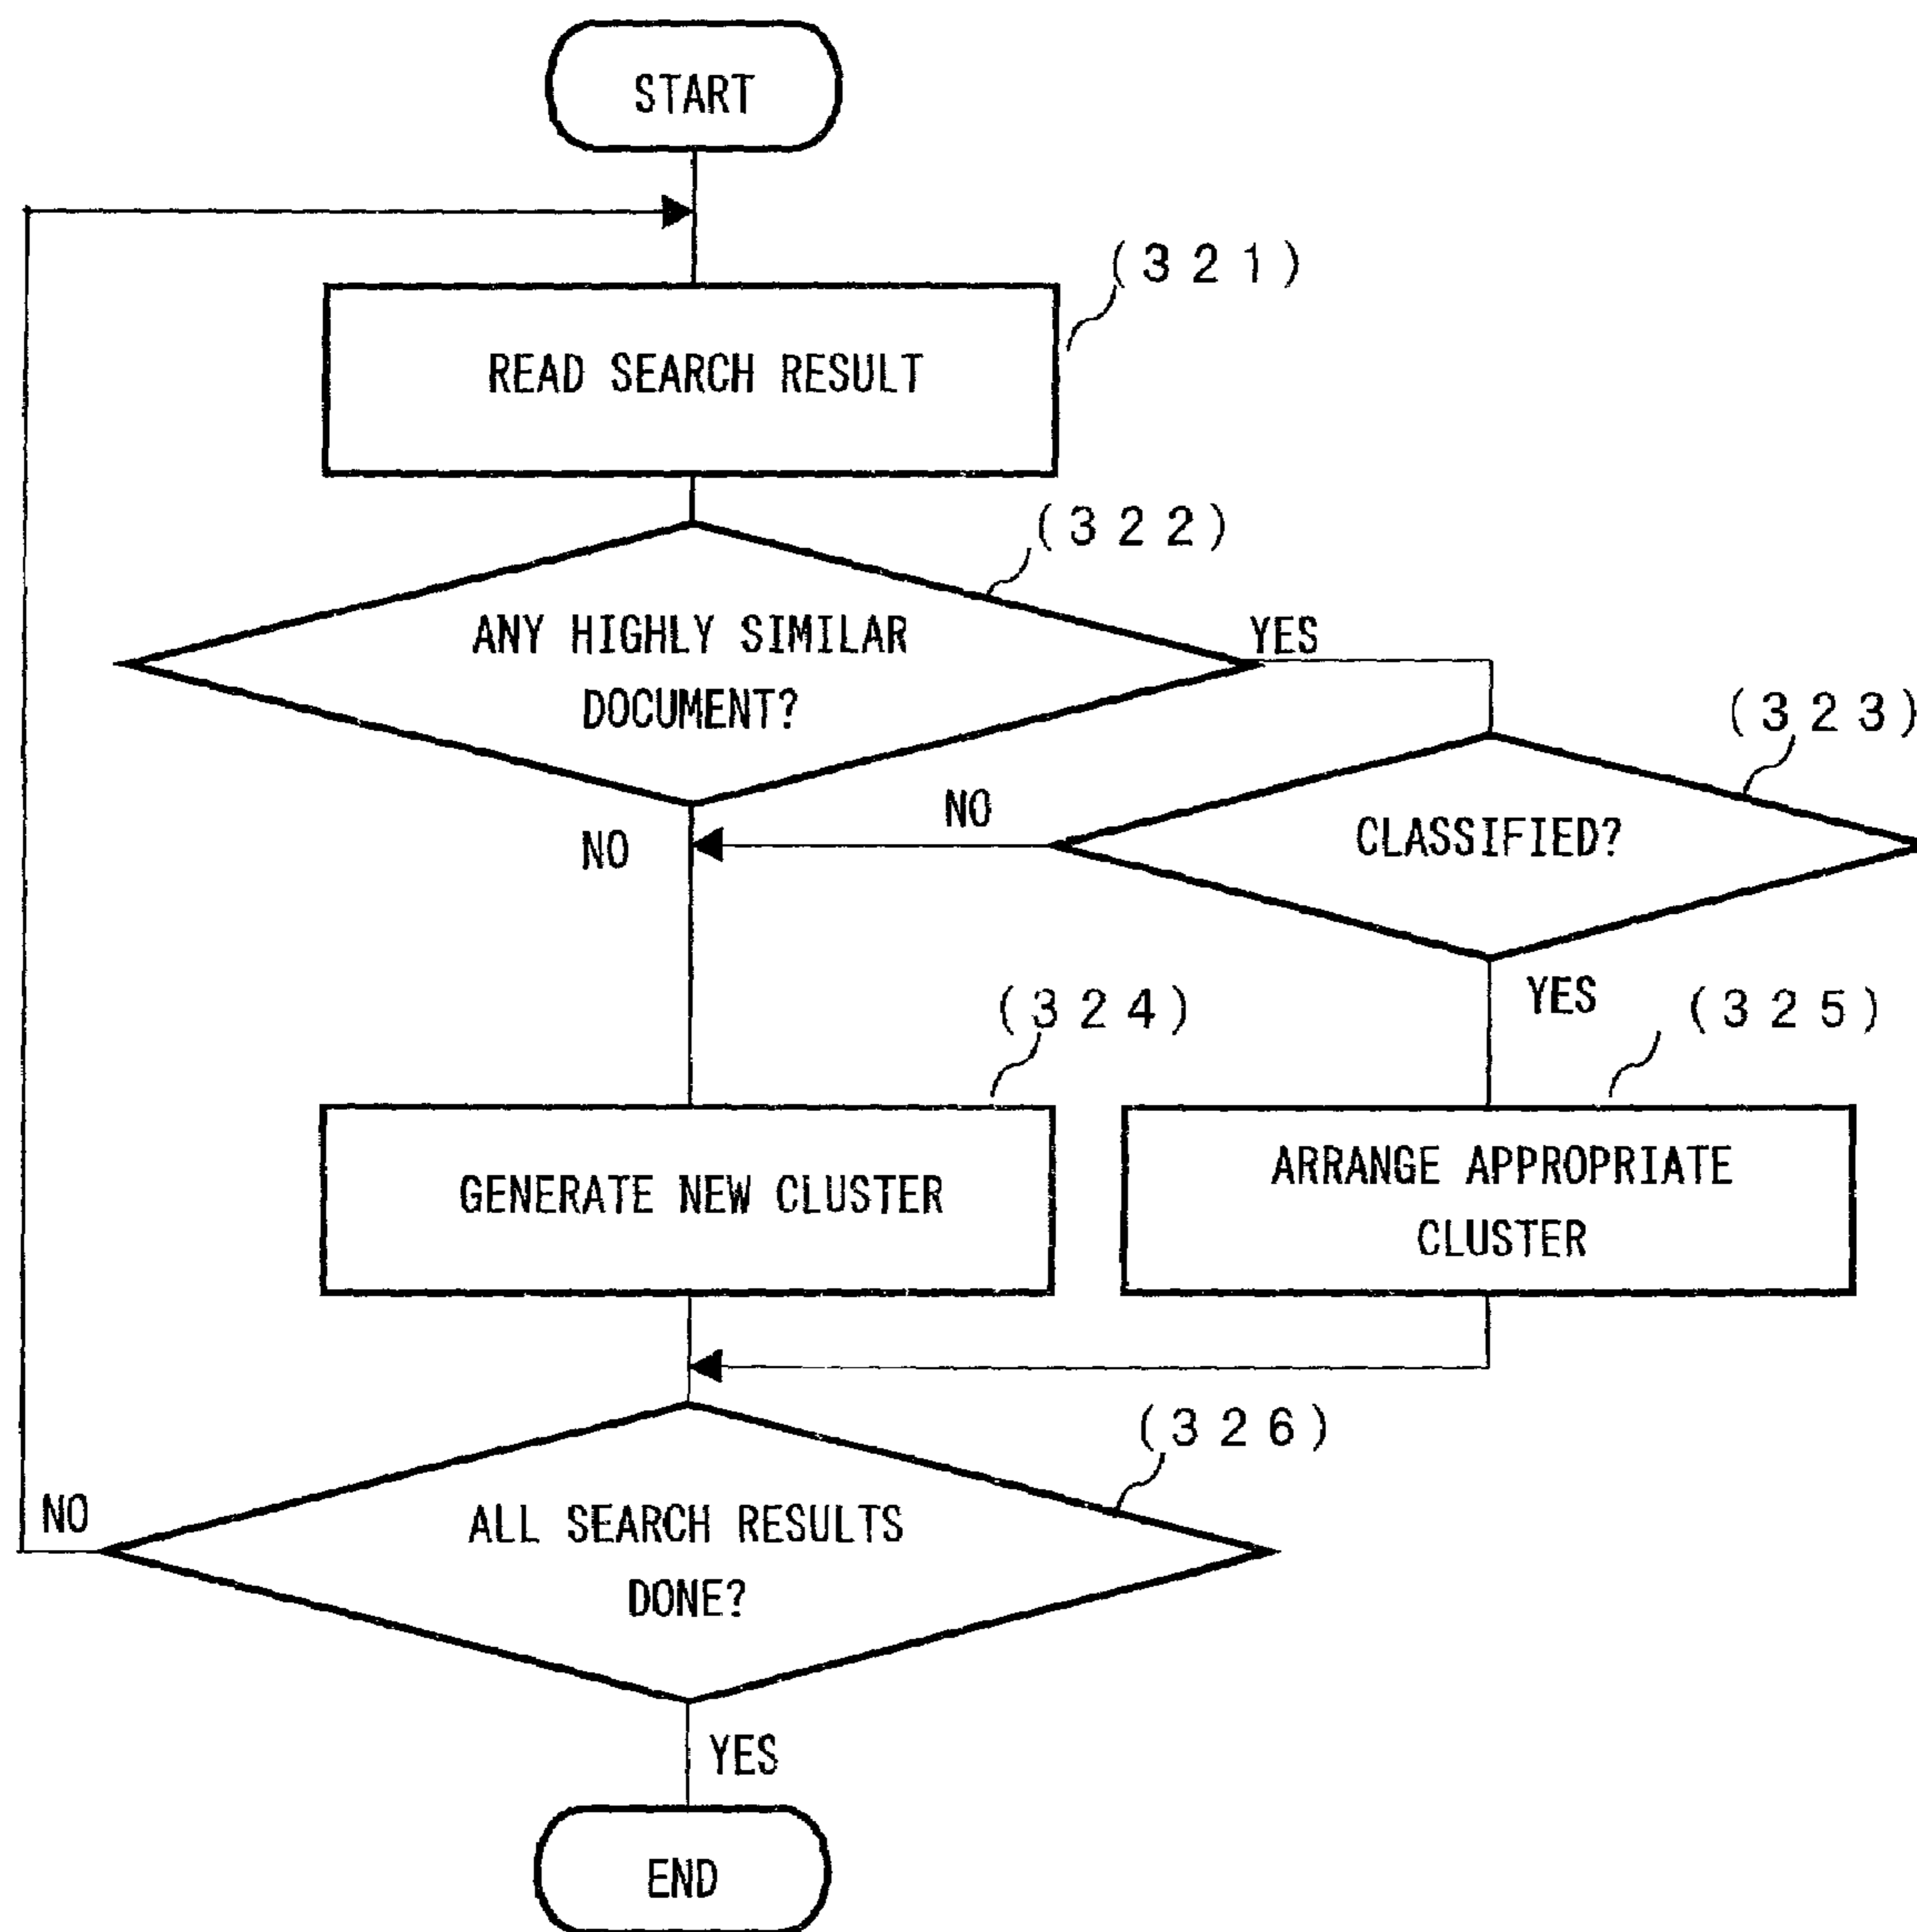 START
(321)
READ SEARCH RESULT
(322)
ANY HIGHLY SIMILAR
DOCUMENT?
YES
(323)
CLASSIFIED?
NO
NO
YES
(324)
(325)
GENERATE NEW CLUSTER
ARRANGE APPROPRIATE
CLUSTER
(326)
ALL SEARCH RESULTS
DONE?
NO
YES
END